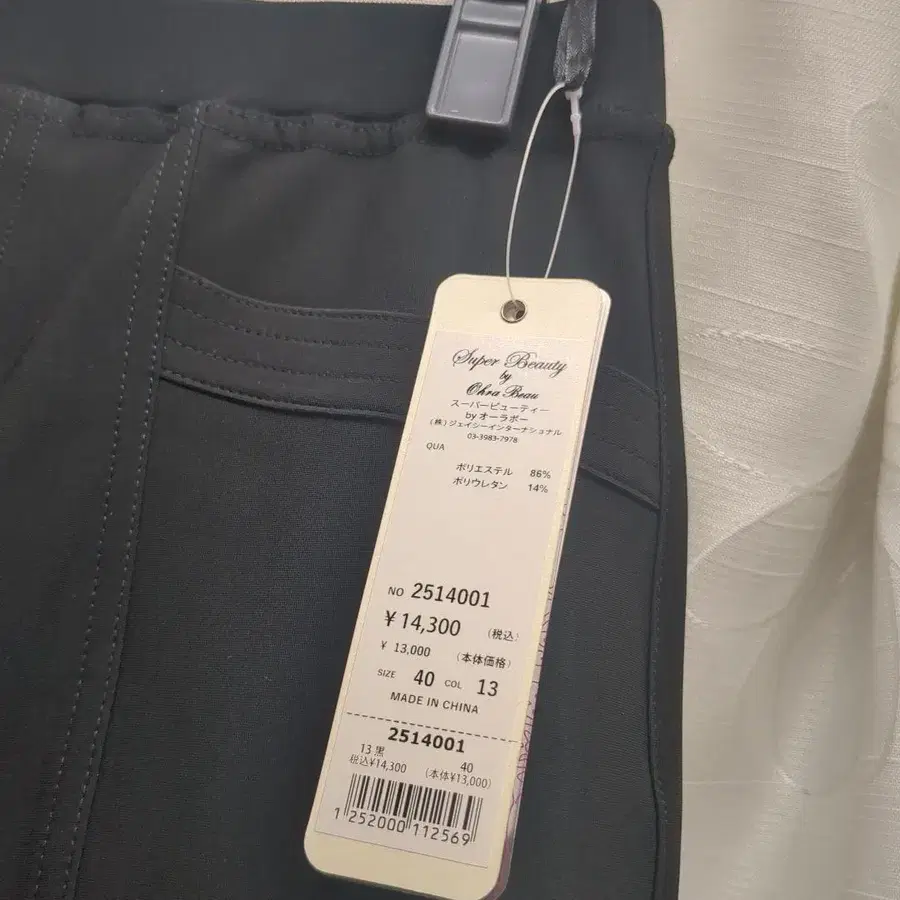 Super Beauty
by
Ohra Beau
スーパービューティー
by オーラボー
(株)ジェイシーインターナショナル
03-3983-7978
QUA
ポリエステル 86%
ポリウレタン 14%
NO 2514001
¥ 14,300 (税込)
¥ 13,000 (本体価格)
SIZE 40 COL 13
MADE IN CHINA
2514001
13 黒 40
税込¥14,300 (本体¥13,000)
1 252000 112569